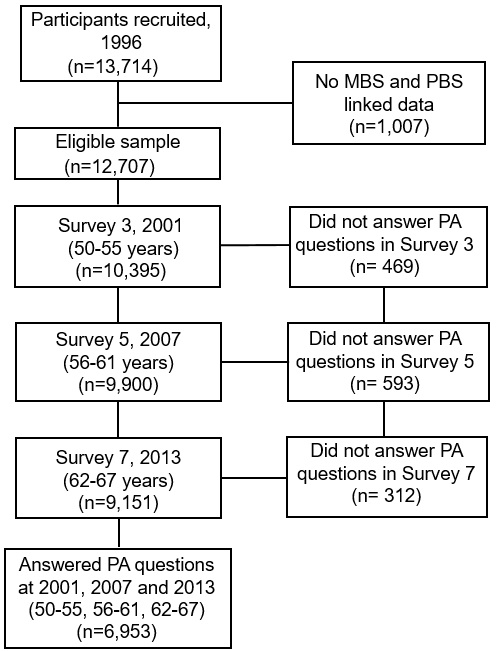 Participants recruited,
1996
(n=13,714)
No MBS and PBS
linked data
(n=1,007)
Eligible sample
(n=12,707)
Survey 3, 2001
(50-55 years)
(n=10,395)
Did not answer PA
questions in Survey 3
(n= 469)
Survey 5, 2007
(56-61 years)
(n=9,900)
Did not answer PA
questions in Survey 5
(n= 593)
Survey 7, 2013
(62-67 years)
(n=9,151)
Did not answer PA
questions in Survey 7
(n= 312)
Answered PA questions
at 2001, 2007 and 2013
(50-55, 56-61, 62-67)
(n=6,953)